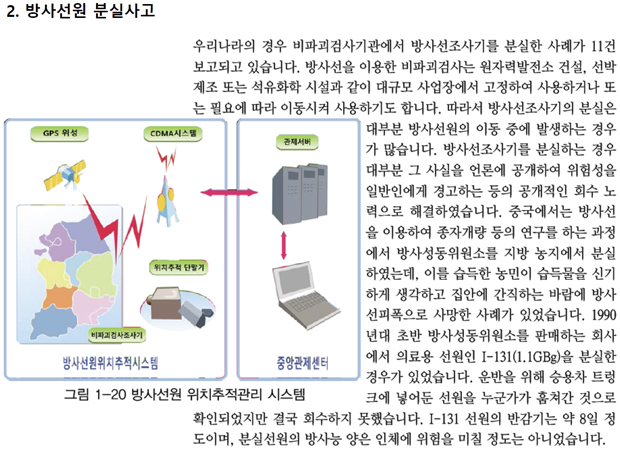 2. 방사선원 분실사고
우리나라의 경우 비파괴검사기관에서 방사선조사기를 분실한 사례가 11건
보고되고 있습니다. 방사선을 이용한 비파괴검사는 원자력발전소 건설, 선박
제조 또는 석유화학 시설과 같이 대규모 사업장에서 고정하여 사용하거나 또
는 필요에 따라 이동시켜 사용하기도 합니다. 따라서 방사선조사기의 분실은
대부분 방사선원의 이동 중에 발생하는 경우
가 많습니다. 방사선조사기를 분실하는 경우
대부분 그 사실을 언론에 공개하여 위험성을
일반인에게 경고하는 등의 공개적인 회수 노
력으로 해결하였습니다. 중국에서는 방사선
을 이용하여 종자개량 등의 연구를 하는 과정
에서 방사성동위원소를 지방 농지에서 분실
하였는데, 이를 습득한 농민이 습득물을 신기
하게 생각하고 집안에 간직하는 바람에 방사
선피폭으로 사망한 사례가 있었습니다. 1990
년대 초반 방사성동위원소를 판매하는 회사
에서 의료용 선원인 I-131(1.1GBg)을 분실한
경우가 있었습니다. 운반을 위해 승용차 트렁
크에 넣어둔 선원을 누군가가 훔쳐간 것으로
확인되었지만 결국 회수하지 못했습니다. I-131 선원의 반감기는 약 8일 정
도이며, 분실선원의 방사능 양은 인체에 위험을 미칠 정도는 아니었습니다.
GPS 위성
CDMA시스템
관제서버
위치추적 단말기
비파괴검사조사기
방사선원위치추적시스템
중앙관제센터
그림 1-20 방사선원 위치추적관리 시스템